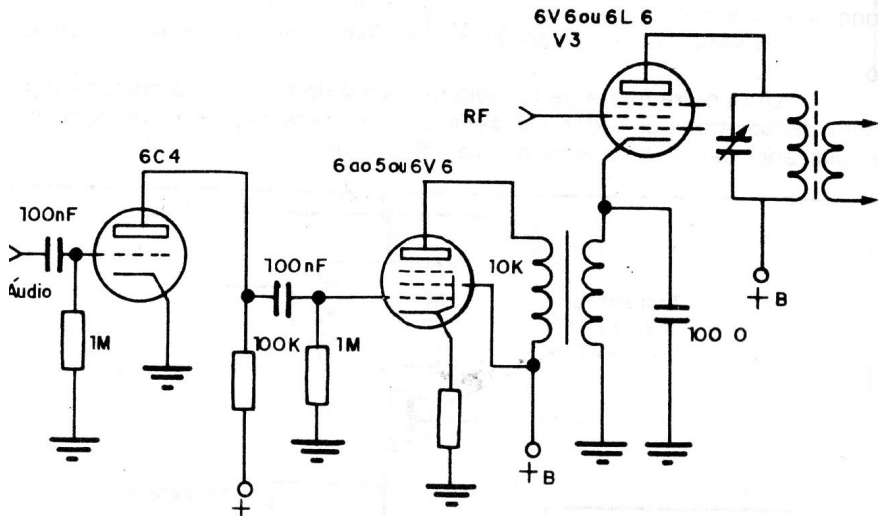 6V6ou6L6
V3
RF
6C4
6ao5ou6V6
100nF
100nF
10K
+B
Áudio
1M
100K
1M
100 0
+B
+